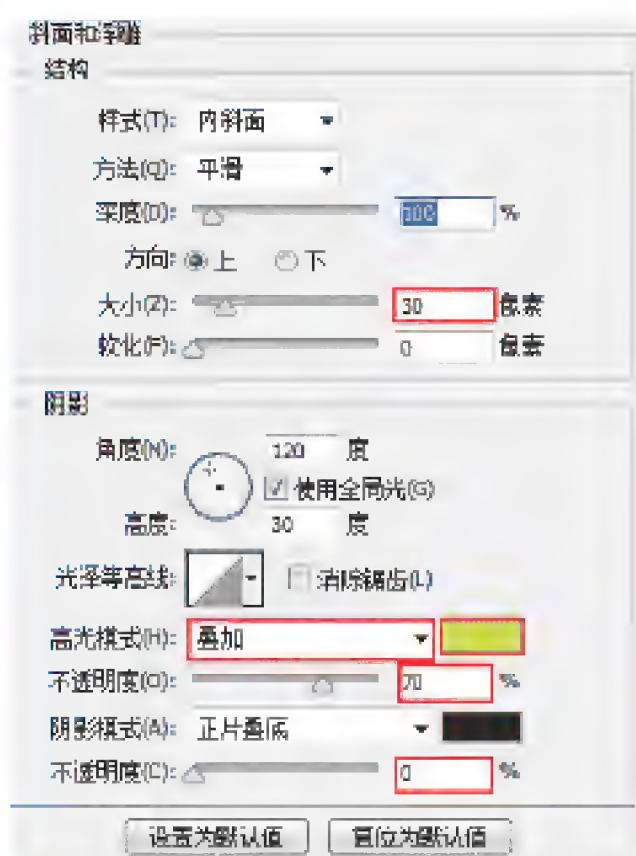 斜面和浮雕
结构
样式(T): 内斜面
方法(Q): 平滑
深度(D): 100 %
方向: 上 下
大小(Z): 30 像素
软化(F): 0 像素
阴影
角度(N): 120 度
使用全局光(G)
高度: 30 度
光泽等高线: 消除锯齿(L)
高光模式(H): 叠加
不透明度(O): 70 %
阴影模式(A): 正片叠底
不透明度(C): 0 %
设置为默认值 复位为默认值